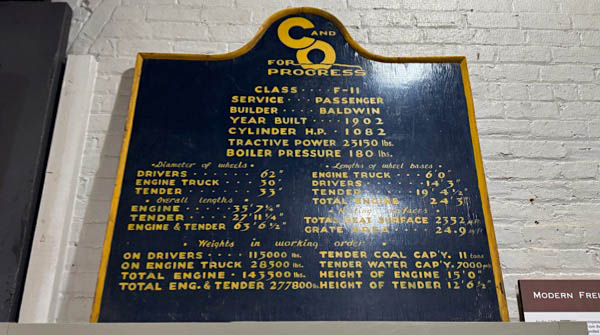 C AND
O
FOR
PROGRESS
CLASS .... F-11
SERVICE ... PASSENGER
BUILDER .... BALDWIN
YEAR BUILT .... 1902
CYLINDER H.P. .... 1082
TRACTIVE POWER 23150 lbs.
BOILER PRESSURE 180 lbs.
• Diameter of wheels •
DRIVERS ..... 62"
ENGINE TRUCK ... 30"
TENDER ...... 33"
• Overall lengths •
ENGINE .... 35' 7¼"
TENDER .... 27' 11¼"
ENGINE & TENDER 63' 6½"
• Lengths of wheel bases •
ENGINE TRUCK ... 6' 0"
DRIVERS ...... 14' 3"
TENDER ..... 19' 4½"
TOTAL ENGINE ... 24' 3"
TOTAL HEAT SURFACE 2352 sq.ft.
GRATE AREA 24.9 sq.ft.
• Weights in working order •
ON DRIVERS .... 115000 lbs.
ON ENGINE TRUCK 28500 lbs.
TOTAL ENGINE • 143500 lbs.
TOTAL ENG. & TENDER 277800 lb.
TENDER COAL CAP'Y. 11 tons
TENDER WATER CAP'Y. 7000 gals
HEIGHT OF ENGINE 15' 0"
HEIGHT OF TENDER 12' 6½"
MODERN FREI